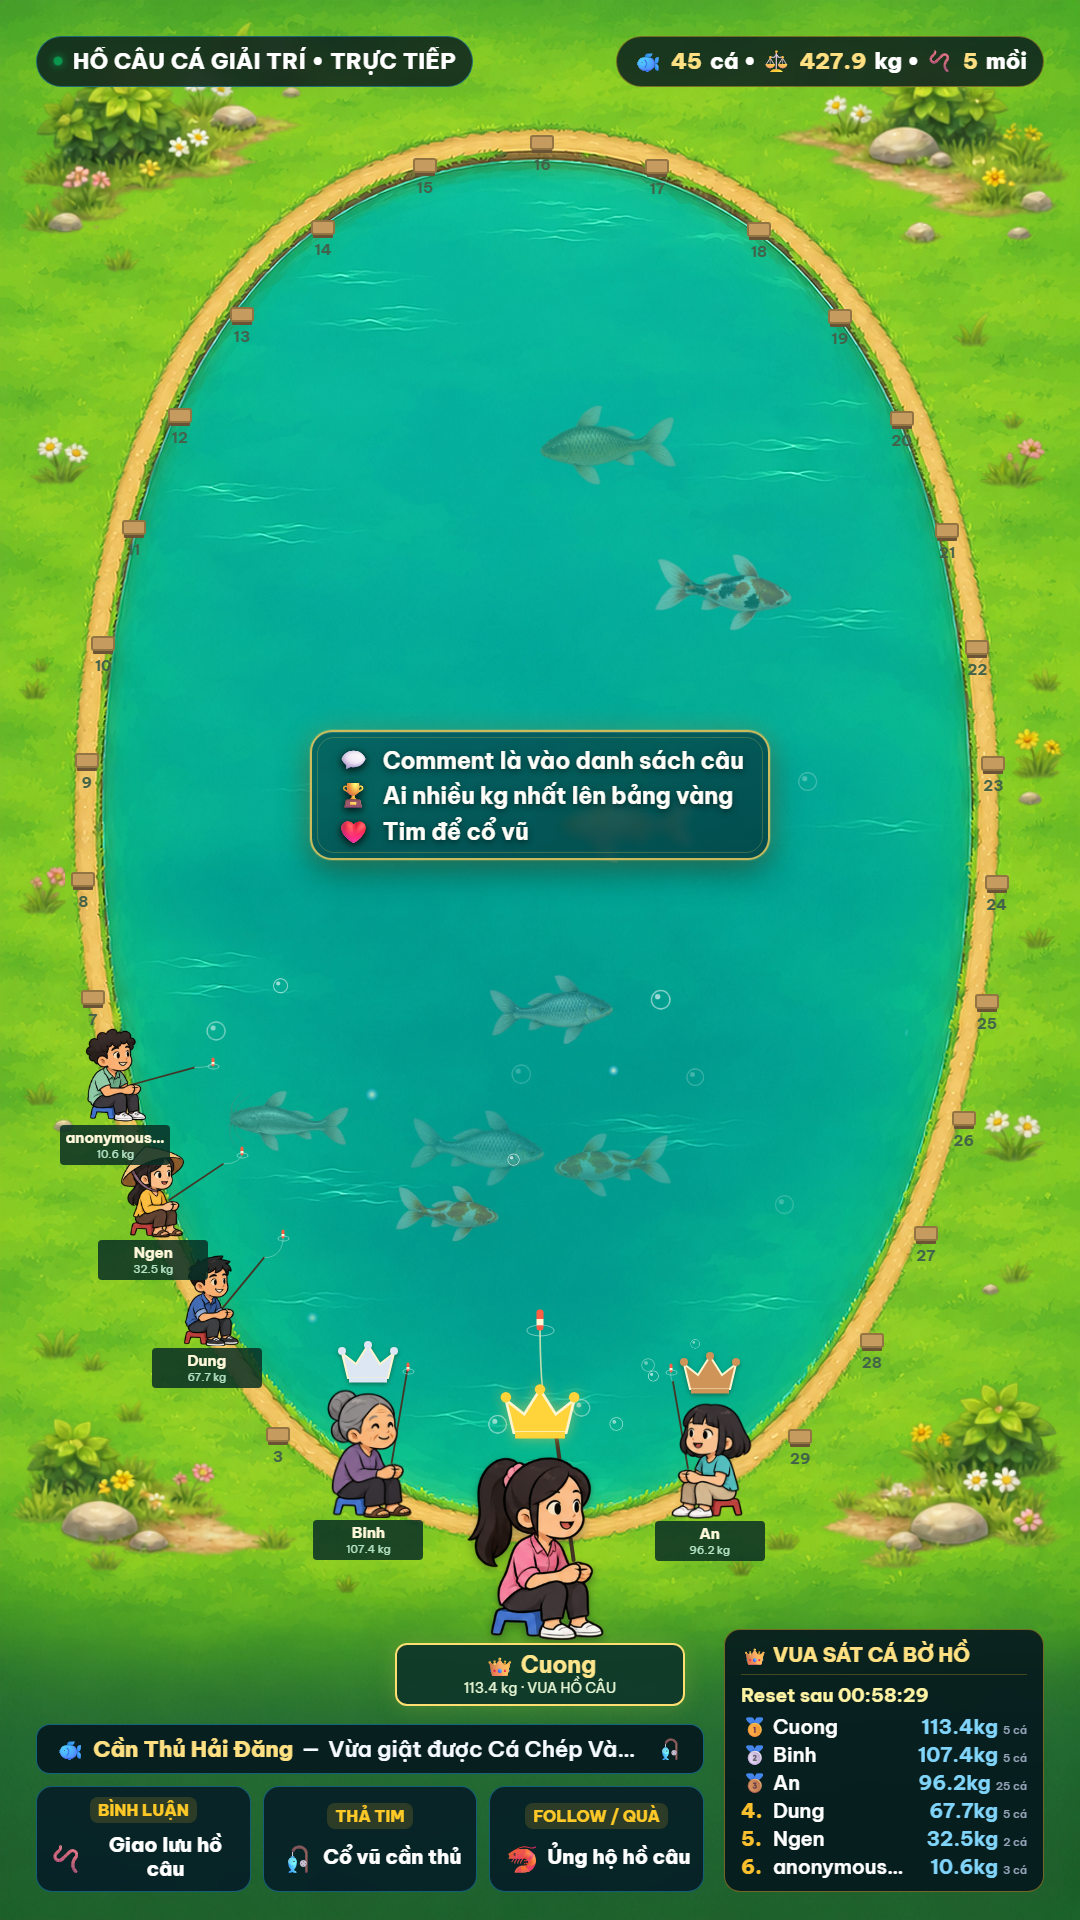 HỒ CÂU CÁ GIẢI TRÍ • TRỰC TIẾP
45 cá • 427.9 kg • 5 mồi
16
15
17
14
18
13
19
12
20
11
21
10
22
9
23
Comment là vào danh sách câu
Ai nhiều kg nhất lên bảng vàng
Tim để cổ vũ
8
24
7
25
anonymous...
10.6 kg
26
Ngen
32.5 kg
27
Dung
67.7 kg
28
3
29
Binh
107.4 kg
An
96.2 kg
Cuong
113.4 kg · VUA HỒ CÂU
VUA SÁT CÁ BỜ HỒ
Reset sau 00:58:29
1 Cuong 113.4kg 5 cá
2 Binh 107.4kg 5 cá
3 An 96.2kg 25 cá
4. Dung 67.7kg 5 cá
5. Ngen 32.5kg 2 cá
6. anonymous... 10.6kg 3 cá
Cần Thủ Hải Đăng — Vừa giật được Cá Chép Và...
BÌNH LUẬN
Giao lưu hồ
câu
THẢ TIM
Cổ vũ cần thủ
FOLLOW / QUÀ
Ủng hộ hồ câu